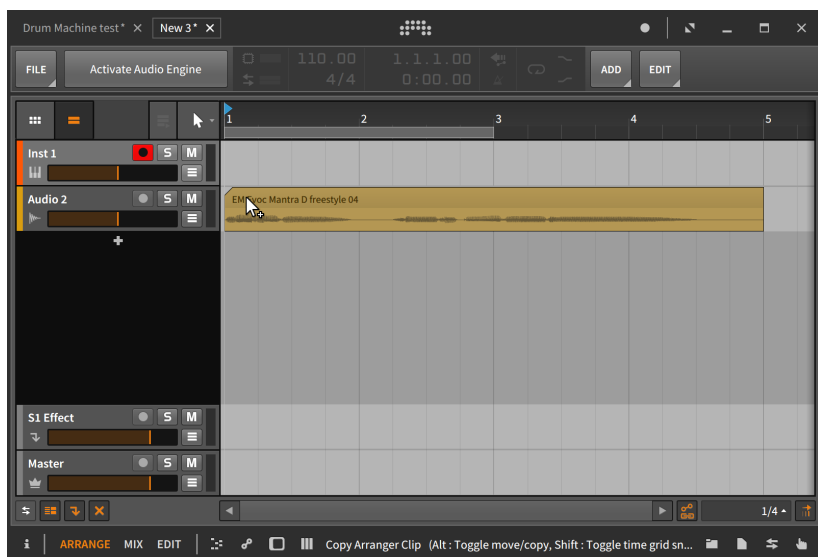 Drum Machine test* × New 3* ×
FILE Activate Audio Engine 110.00 1.1.1.00 ADD EDIT
4/4 0:00.00
1 2 3 4 5
Inst 1 S M
Audio 2 S M
EM voc Mantra D freestyle 04
+
S1 Effect S M
Master S M
1/4
i ARRANGE MIX EDIT Copy Arranger Clip (Alt : Toggle move/copy, Shift : Toggle time grid sn...